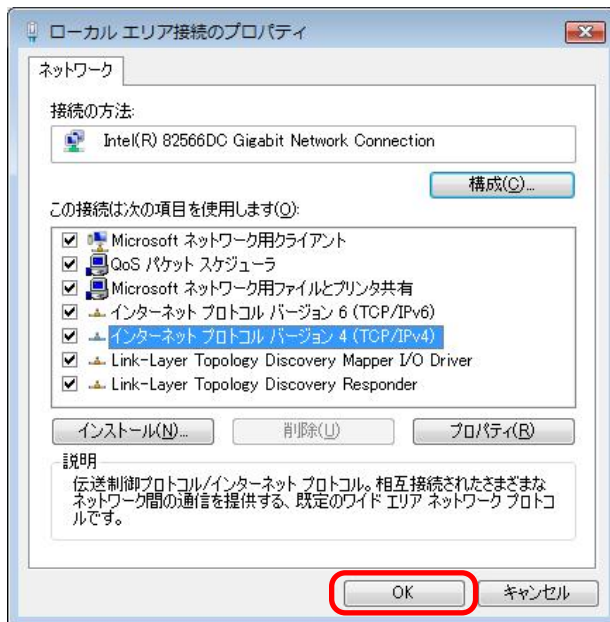 ローカル エリア接続のプロパティ
ネットワーク
接続の方法:
Intel(R) 82566DC Gigabit Network Connection
構成(C)...
この接続は次の項目を使用します(O):
Microsoft ネットワーク用クライアント
QoS パケット スケジューラ
Microsoft ネットワーク用ファイルとプリンタ共有
インターネット プロトコル バージョン 6 (TCP/IPv6)
インターネット プロトコル バージョン 4 (TCP/IPv4)
Link-Layer Topology Discovery Mapper I/O Driver
Link-Layer Topology Discovery Responder
インストール(N)... 削除(U) プロパティ(R)
説明
伝送制御プロトコル/インターネット プロトコル。相互接続されたさまざまな
ネットワーク間の通信を提供する、既定のワイド エリア ネットワーク プロトコ
ルです。
OK キャンセル